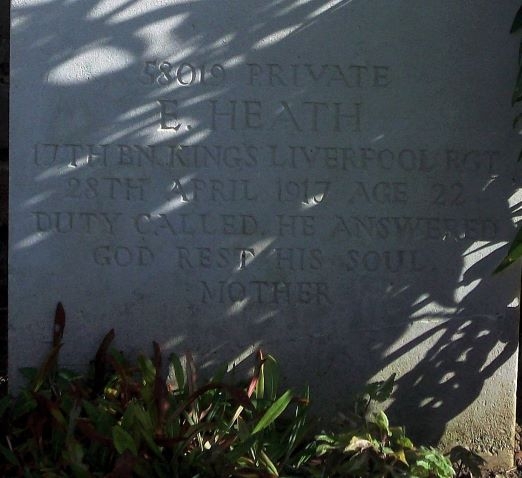 58019 PRIVATE
E. HEATH
17TH BN. KING'S LIVERPOOL RGT
28TH APRIL 1917 AGE 22
DUTY CALLED. HE ANSWERED
GOD REST HIS SOUL.
MOTHER